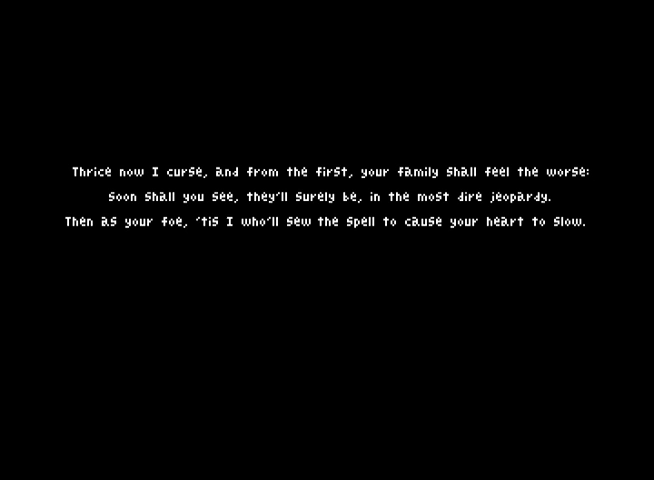 Thrice now I curse, and from the first, your family shall feel the worse:
Soon shall you see, they'll surely be, in the most dire jeopardy.
Then as your foe, 'tis I who'll sew the spell to cause your heart to slow.